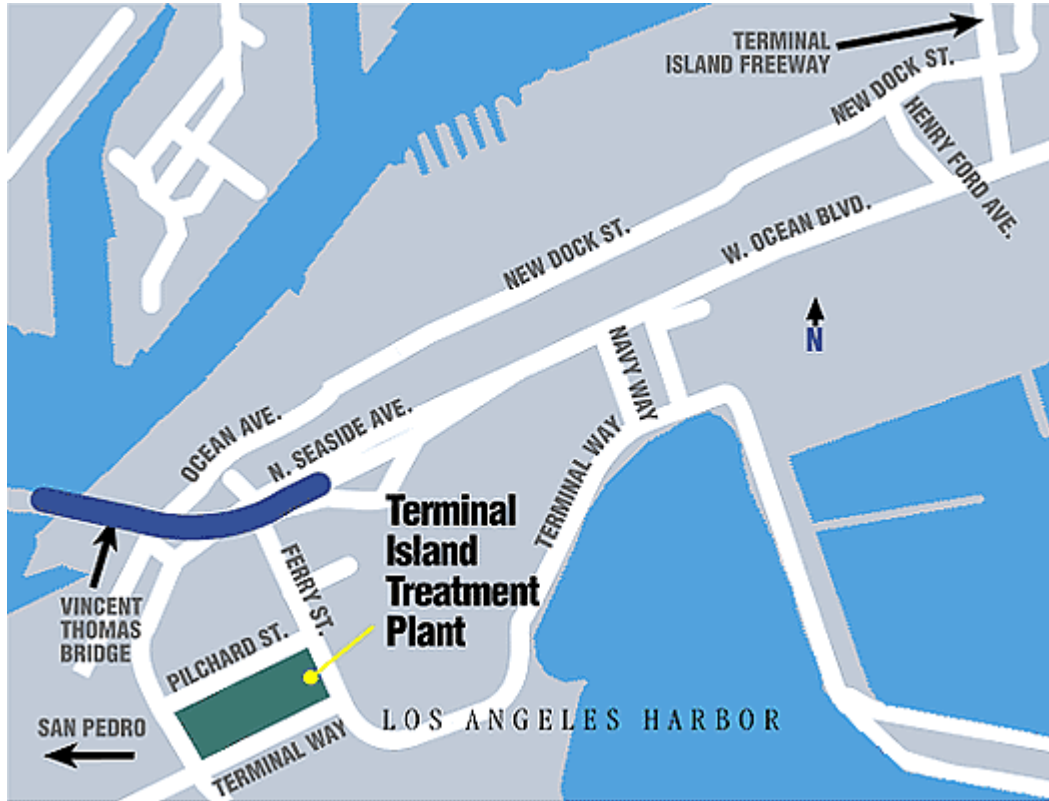 TERMINAL
ISLAND FREEWAY
NEW DOCK ST.
HENRY FORD AVE.
W. OCEAN BLVD.
NEW DOCK ST.
N
NAVY WAY
OCEAN AVE.
N. SEASIDE AVE.
TERMINAL WAY
Terminal
Island
Treatment
Plant
FERRY ST.
VINCENT
THOMAS
BRIDGE
PILCHARD ST.
SAN PEDRO
LOS ANGELES HARBOR
TERMINAL WAY